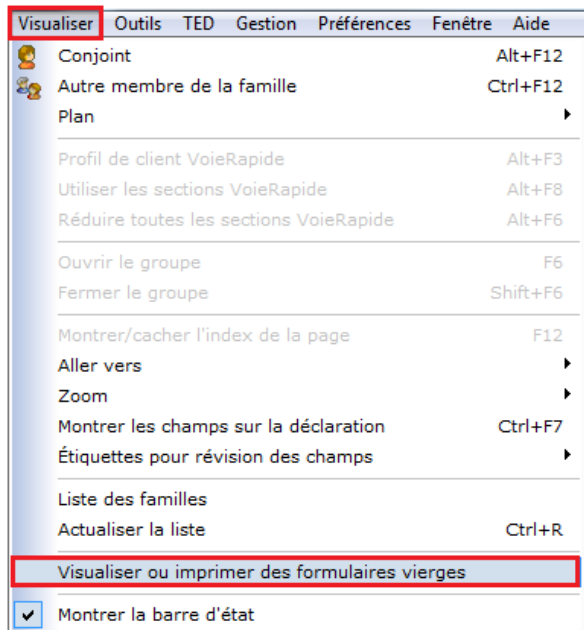 Visualiser Outils TED Gestion Préférences Fenêtre Aide
Conjoint Alt+F12
Autre membre de la famille Ctrl+F12
Plan
Profil de client VoieRapide Alt+F3
Utiliser les sections VoieRapide Alt+F8
Réduire toutes les sections VoieRapide Alt+F6
Ouvrir le groupe F6
Fermer le groupe Shift+F6
Montrer/cacher l'index de la page F12
Aller vers
Zoom
Montrer les champs sur la déclaration Ctrl+F7
Étiquettes pour révision des champs
Liste des familles
Actualiser la liste Ctrl+R
Visualiser ou imprimer des formulaires vierges
Montrer la barre d'état